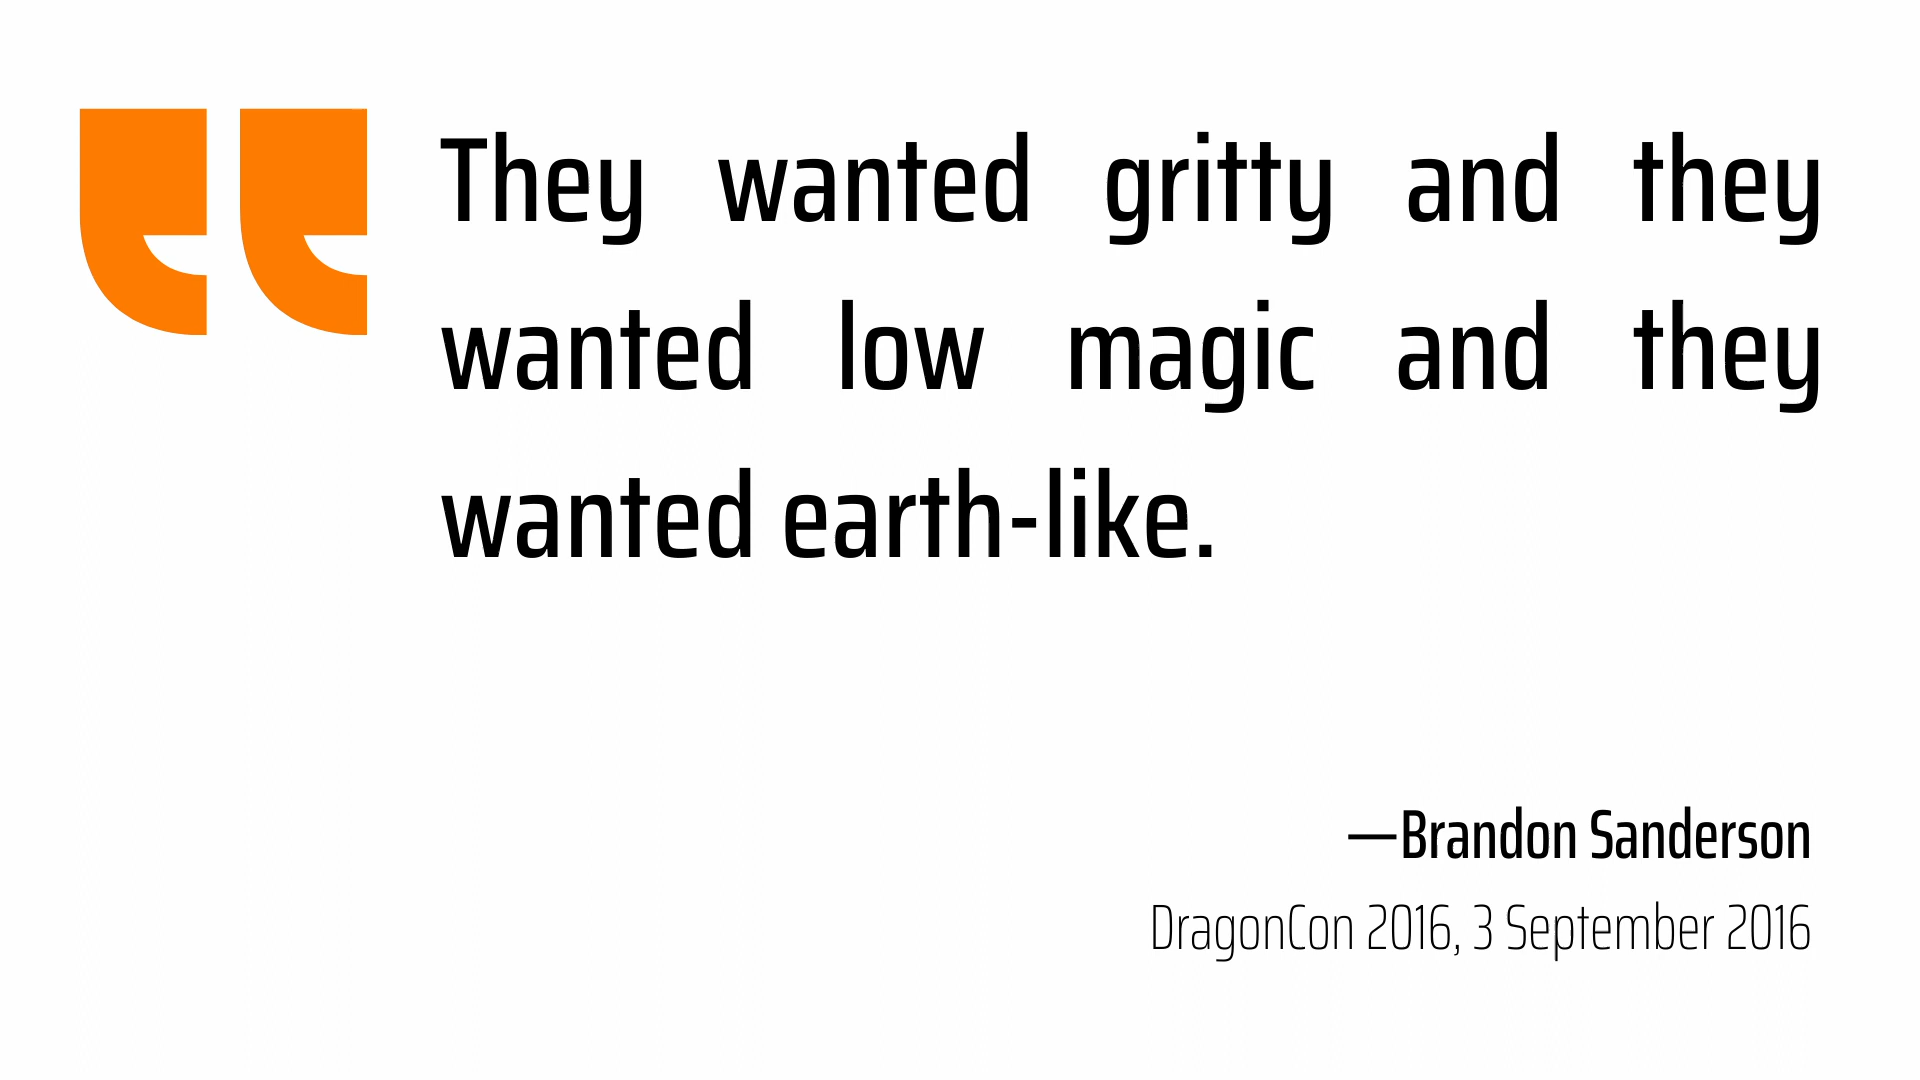 They wanted gritty and they
wanted low magic and they
wanted earth-like.
—Brandon Sanderson
DragonCon 2016, 3 September 2016